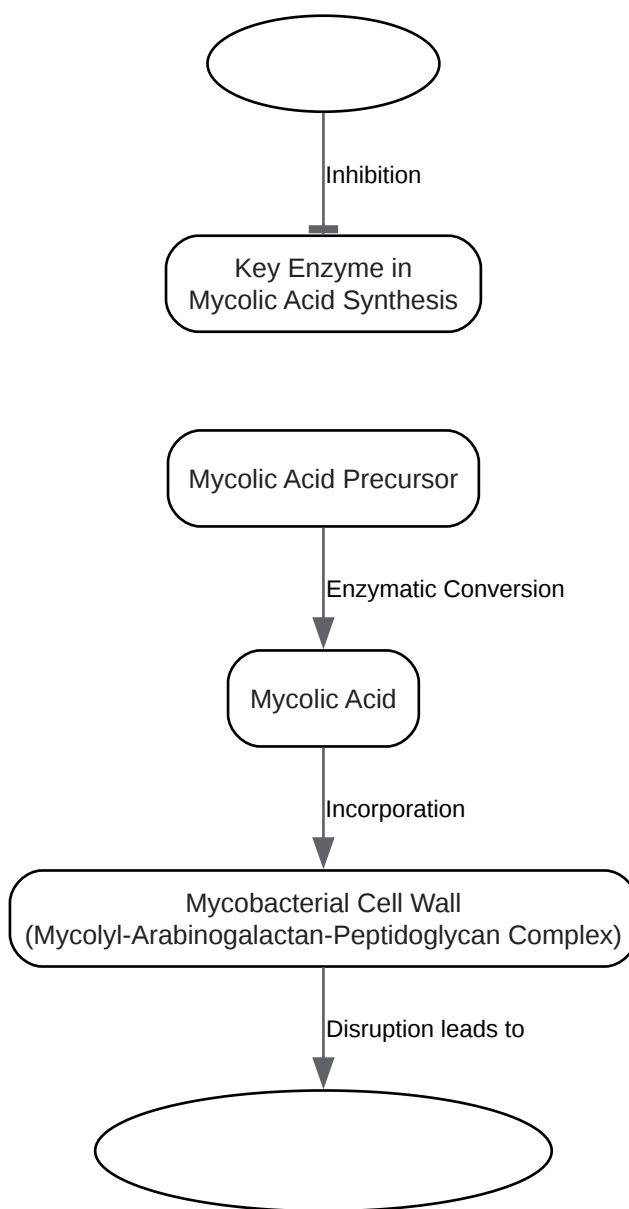 Inhibition
Key Enzyme in
Mycolic Acid Synthesis
Mycolic Acid Precursor
Enzymatic Conversion
Mycolic Acid
Incorporation
Mycobacterial Cell Wall
(Mycolyl-Arabinogalactan-Peptidoglycan Complex)
Disruption leads to